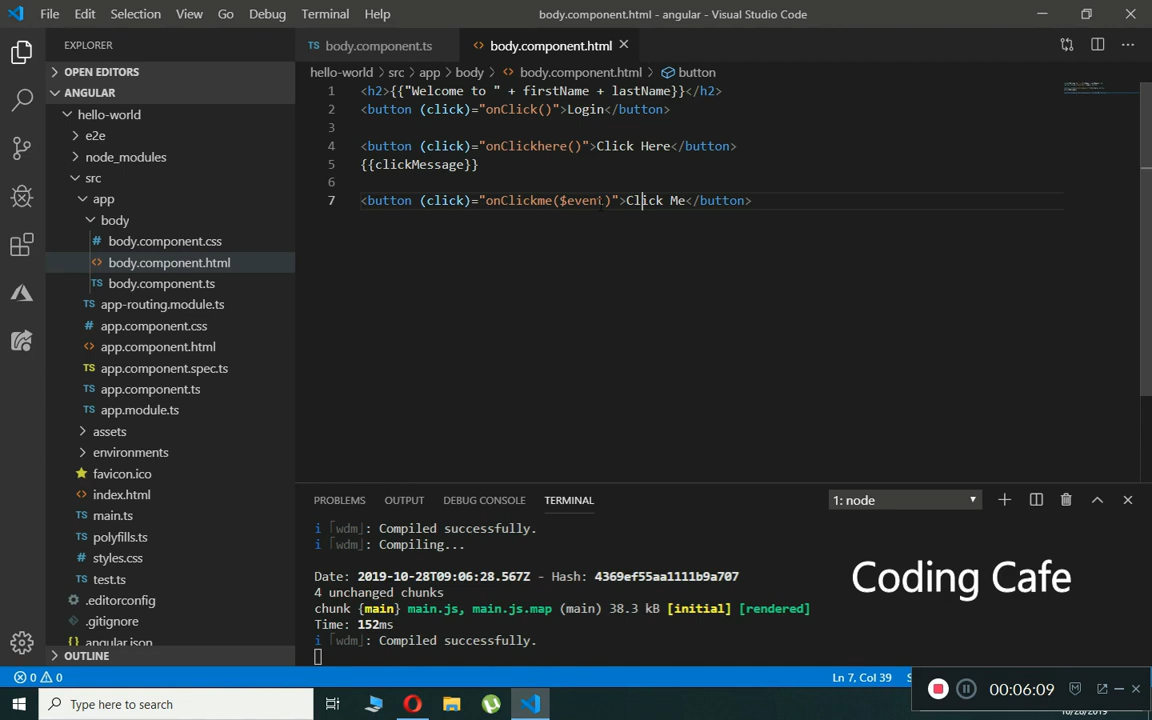 File Edit Selection View Go Debug Terminal Help body.component.html - angular - Visual Studio Code
EXPLORER
OPEN EDITORS
ANGULAR
hello-world
e2e
node_modules
src
app
body
body.component.css
body.component.html
body.component.ts
app-routing.module.ts
app.component.css
app.component.html
app.component.spec.ts
app.component.ts
app.module.ts
assets
environments
favicon.ico
index.html
main.ts
polyfills.ts
styles.css
test.ts
.editorconfig
.gitignore
angular.json
OUTLINE
body.component.ts body.component.html
hello-world > src > app > body > body.component.html > button
1 <h2>{{"Welcome to " + firstName + lastName}}</h2>
2 <button (click)="onClick()">Login</button>
3
4 <button (click)="onClickhere()">Click Here</button>
5 {{clickMessage}}
6
7 <button (click)="onClickme($event)">Click Me</button>
PROBLEMS OUTPUT DEBUG CONSOLE TERMINAL 1: node
i ｢wdm｣: Compiled successfully.
i ｢wdm｣: Compiling...
Date: 2019-10-28T09:06:28.567Z - Hash: 4369ef55aa1111b9a707
4 unchanged chunks
chunk {main} main.js, main.js.map (main) 38.3 kB [initial] [rendered]
Time: 152ms
i ｢wdm｣: Compiled successfully.
Coding Cafe
0 0 Ln 7, Col 39
00:06:09
Type here to search
10/28/2019